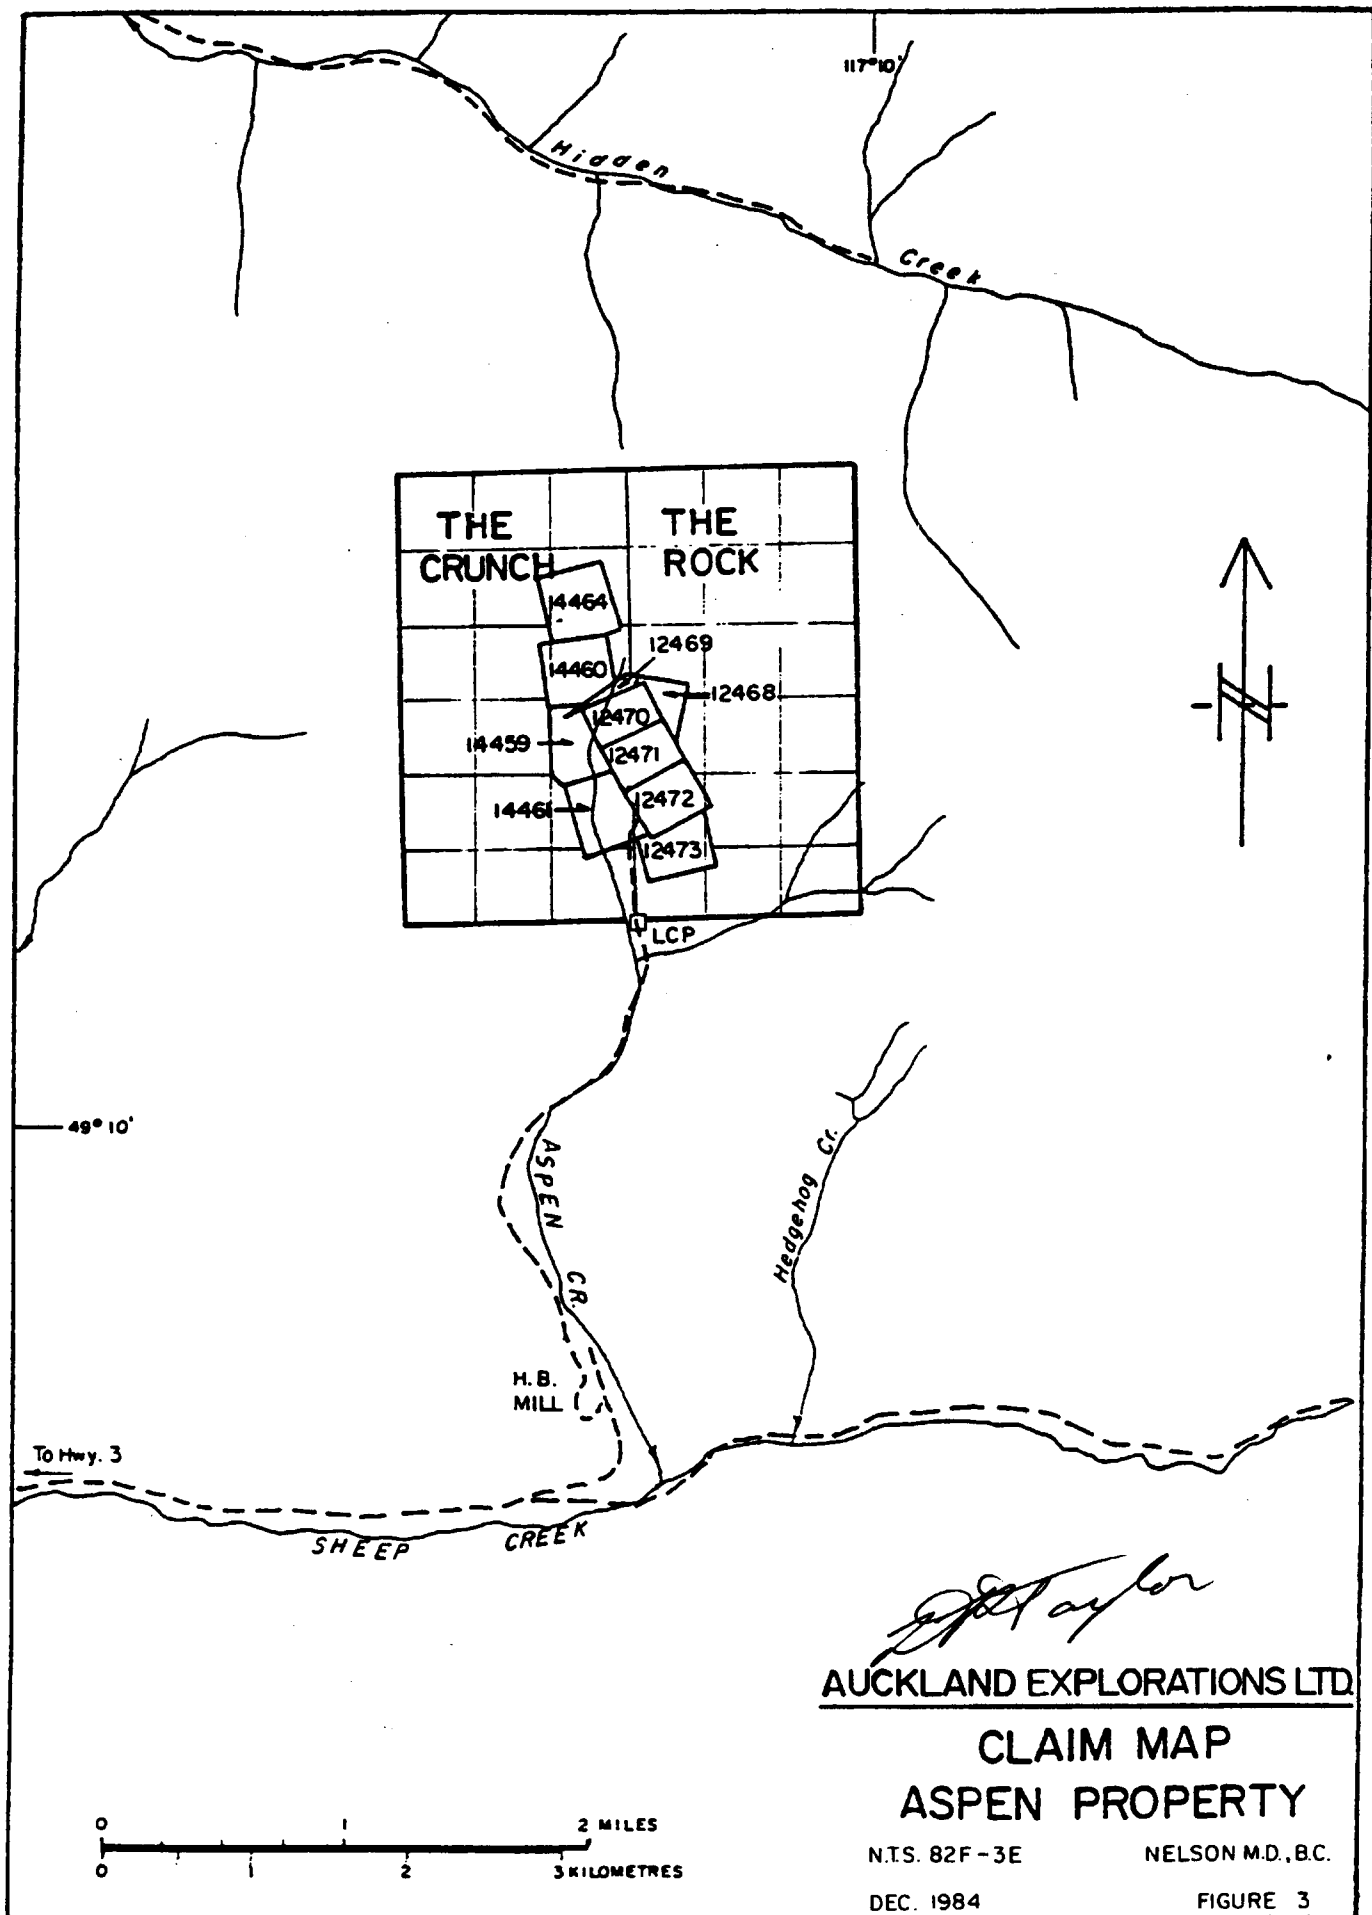 117°10'
Hidden
Creek
THE
CRUNCH
THE
ROCK
14464
12469
14460
12468
12470
14459
12471
14461
12472
12473
LCP
49°10'
ASPEN CR.
Hedgehog Cr.
H.B.
MILL
To Hwy. 3
SHEEP CREEK
N
Taylor
AUCKLAND EXPLORATIONS LTD.
CLAIM MAP
ASPEN PROPERTY
N.T.S. 82F-3E NELSON M.D., B.C.
DEC. 1984 FIGURE 3
0 1 2 MILES
0 1 2 3 KILOMETRES